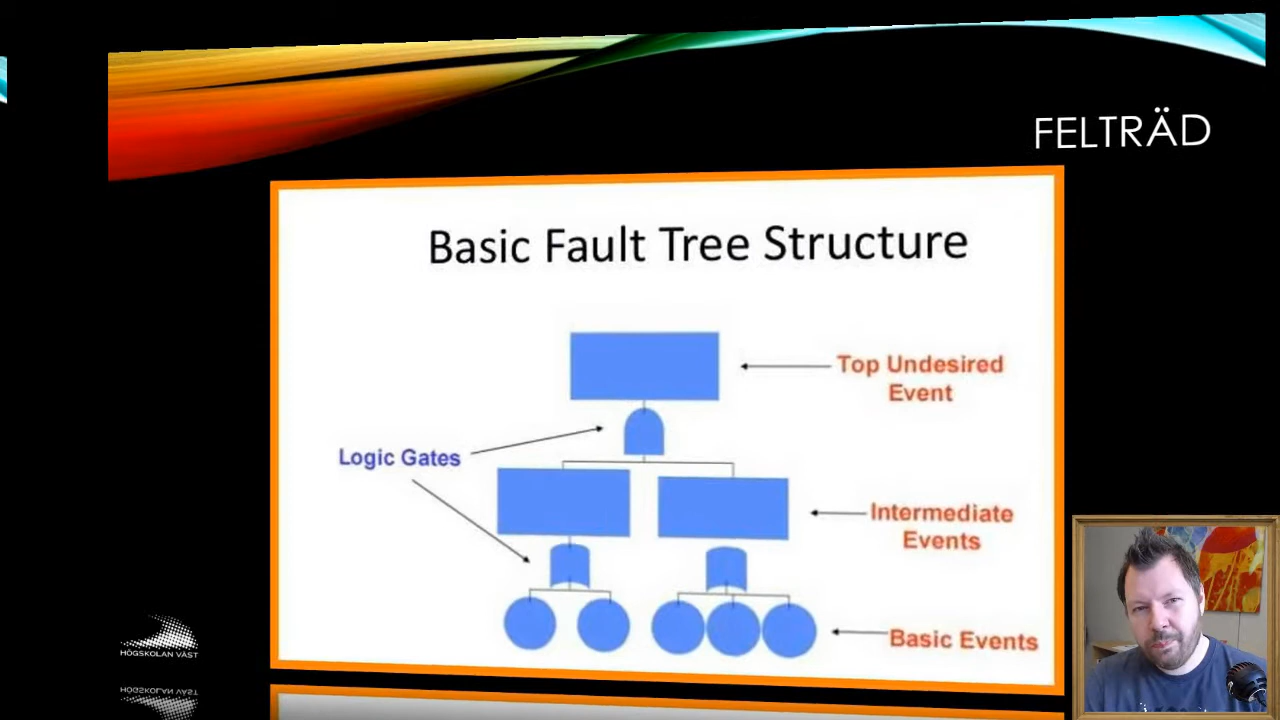 FELTRÄD
Basic Fault Tree Structure
Top Undesired
Event
Logic Gates
Intermediate
Events
Basic Events
HÖGSKOLAN VÄST